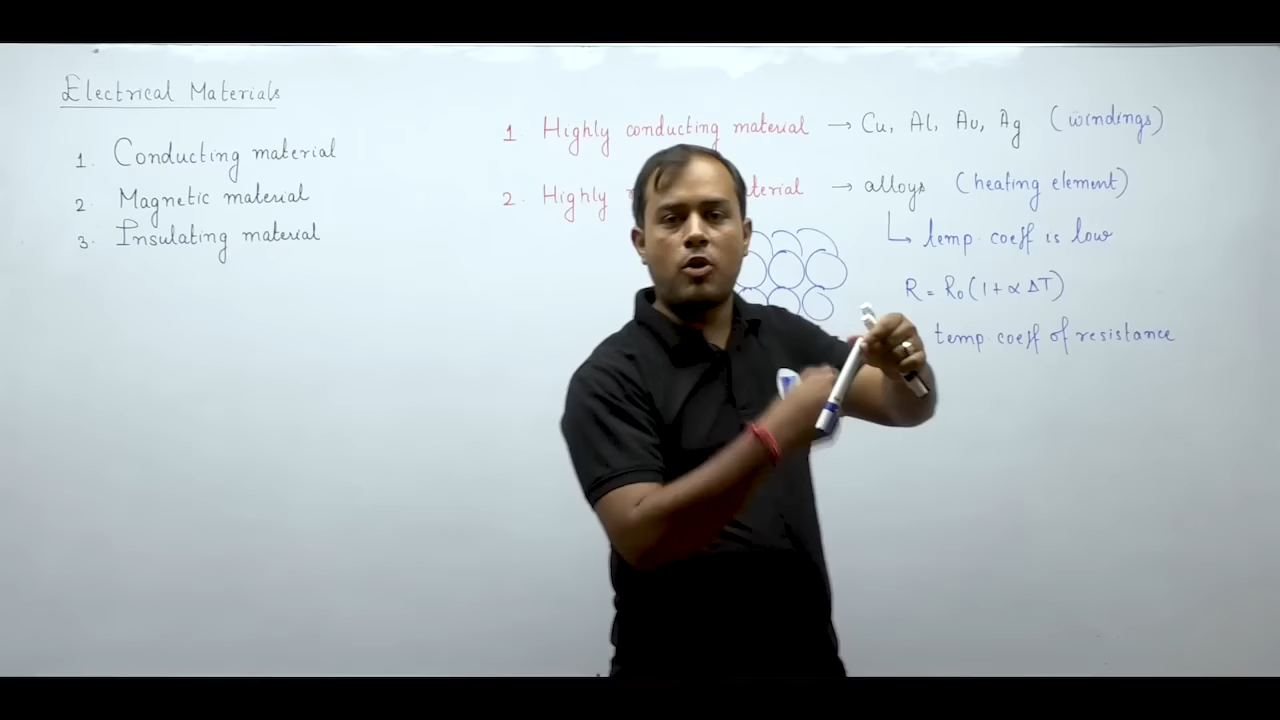 Electrical Materials
1. Conducting material
2. Magnetic material
3. Insulating material
1. Highly conducting material → Cu, Al, Au, Ag (windings)
2. Highly → alloys (heating element)
↳ temp. coeff is low
R = R₀ (1 + α ΔT)
temp. coeff of resistance